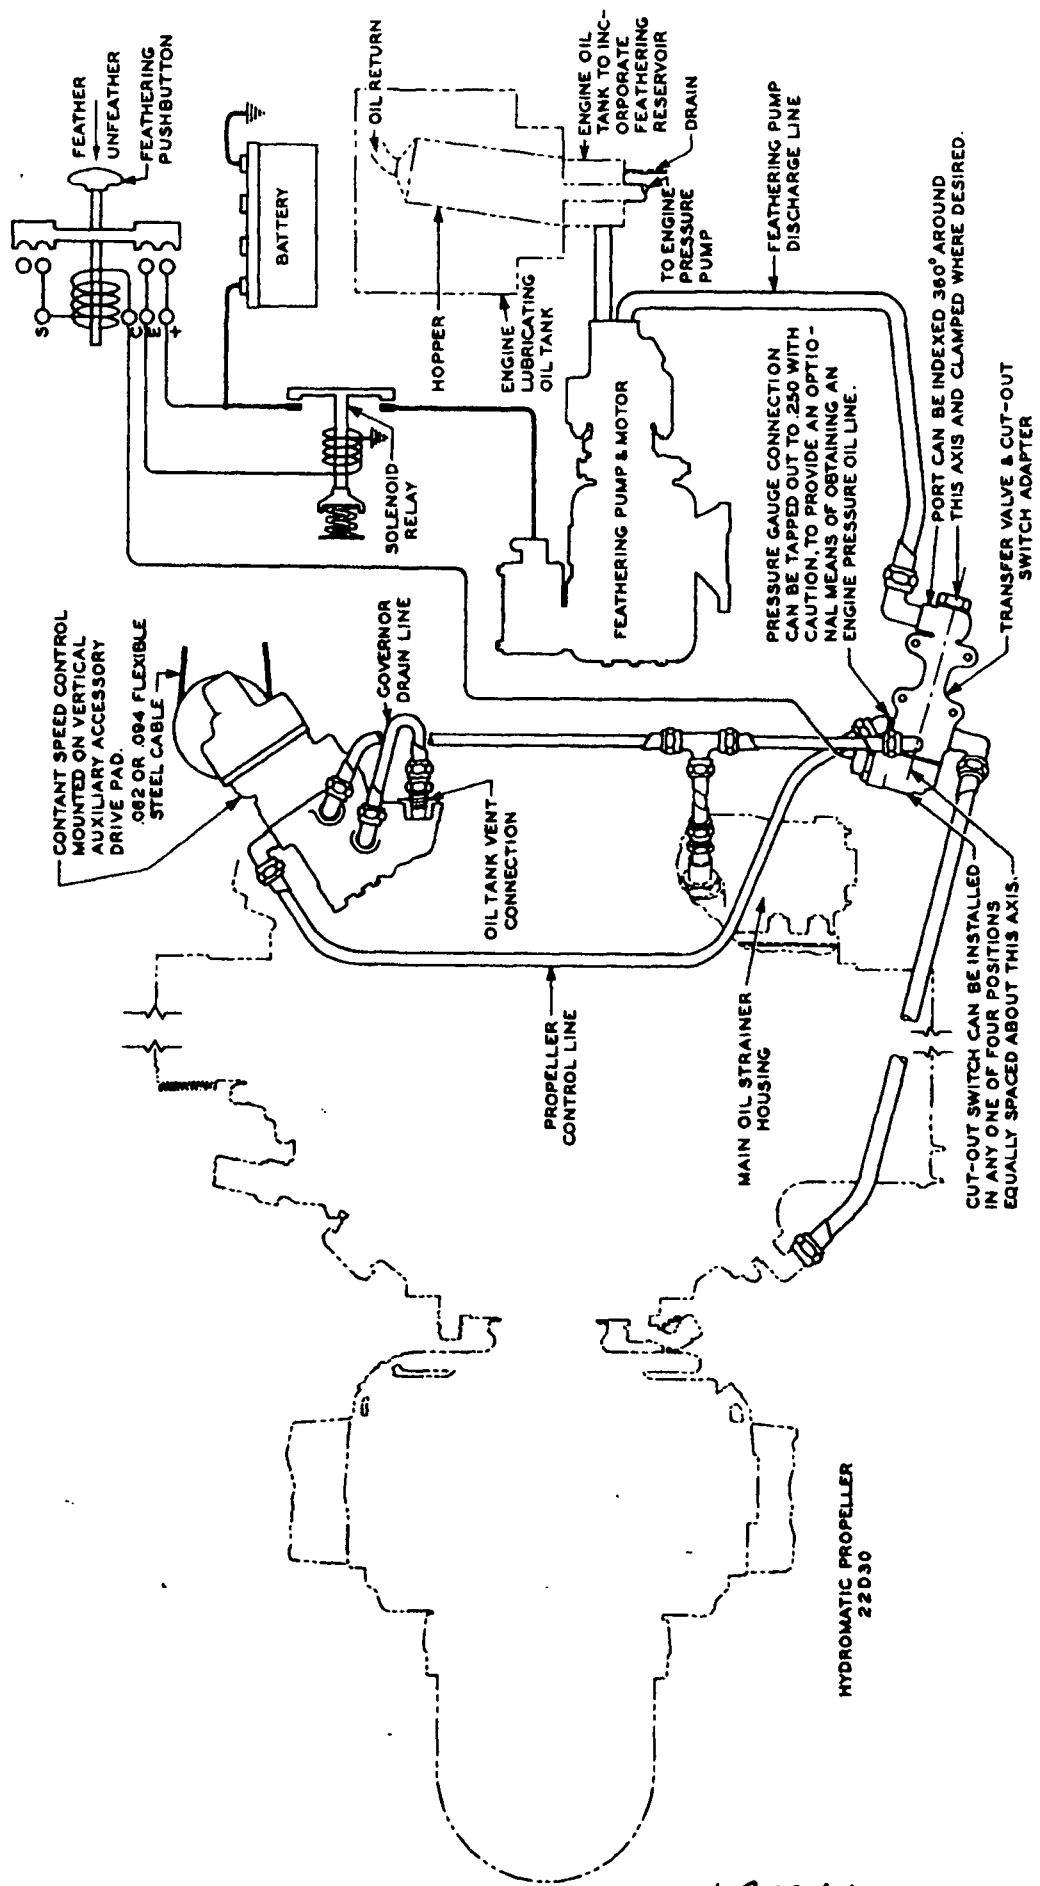 FEATHER
UNFEATHER
FEATHERING
PUSHBUTTON
S
C
E
+
BATTERY
SOLENOID
RELAY
OIL RETURN
HOPPER
ENGINE
LUBRICATING
OIL TANK
ENGINE OIL
TANK TO INC-
ORPORATE
FEATHERING
RESERVOIR
DRAIN
TO ENGINE
PRESSURE
PUMP
FEATHERING PUMP & MOTOR
FEATHERING PUMP
DISCHARGE LINE
CONTANT SPEED CONTROL
MOUNTED ON VERTICAL
AUXILIARY ACCESSORY
DRIVE PAD.
.062 OR .094 FLEXIBLE
STEEL CABLE
GOVERNOR
DRAIN LINE
OIL TANK VENT
CONNECTION
PRESSURE GAUGE CONNECTION
CAN BE TAPPED OUT TO .250 WITH
CAUTION, TO PROVIDE AN OPTIO-
NAL MEANS OF OBTAINING AN
ENGINE PRESSURE OIL LINE.
PORT CAN BE INDEXED 360° AROUND
THIS AXIS AND CLAMPED WHERE DESIRED.
TRANSFER VALVE & CUT-OUT
SWITCH ADAPTER
PROPELLER
CONTROL LINE
MAIN OIL STRAINER
HOUSING
CUT-OUT SWITCH CAN BE INSTALLED
IN ANY ONE OF FOUR POSITIONS
EQUALLY SPACED ABOUT THIS AXIS.
HYDROMATIC PROPELLER
22D30